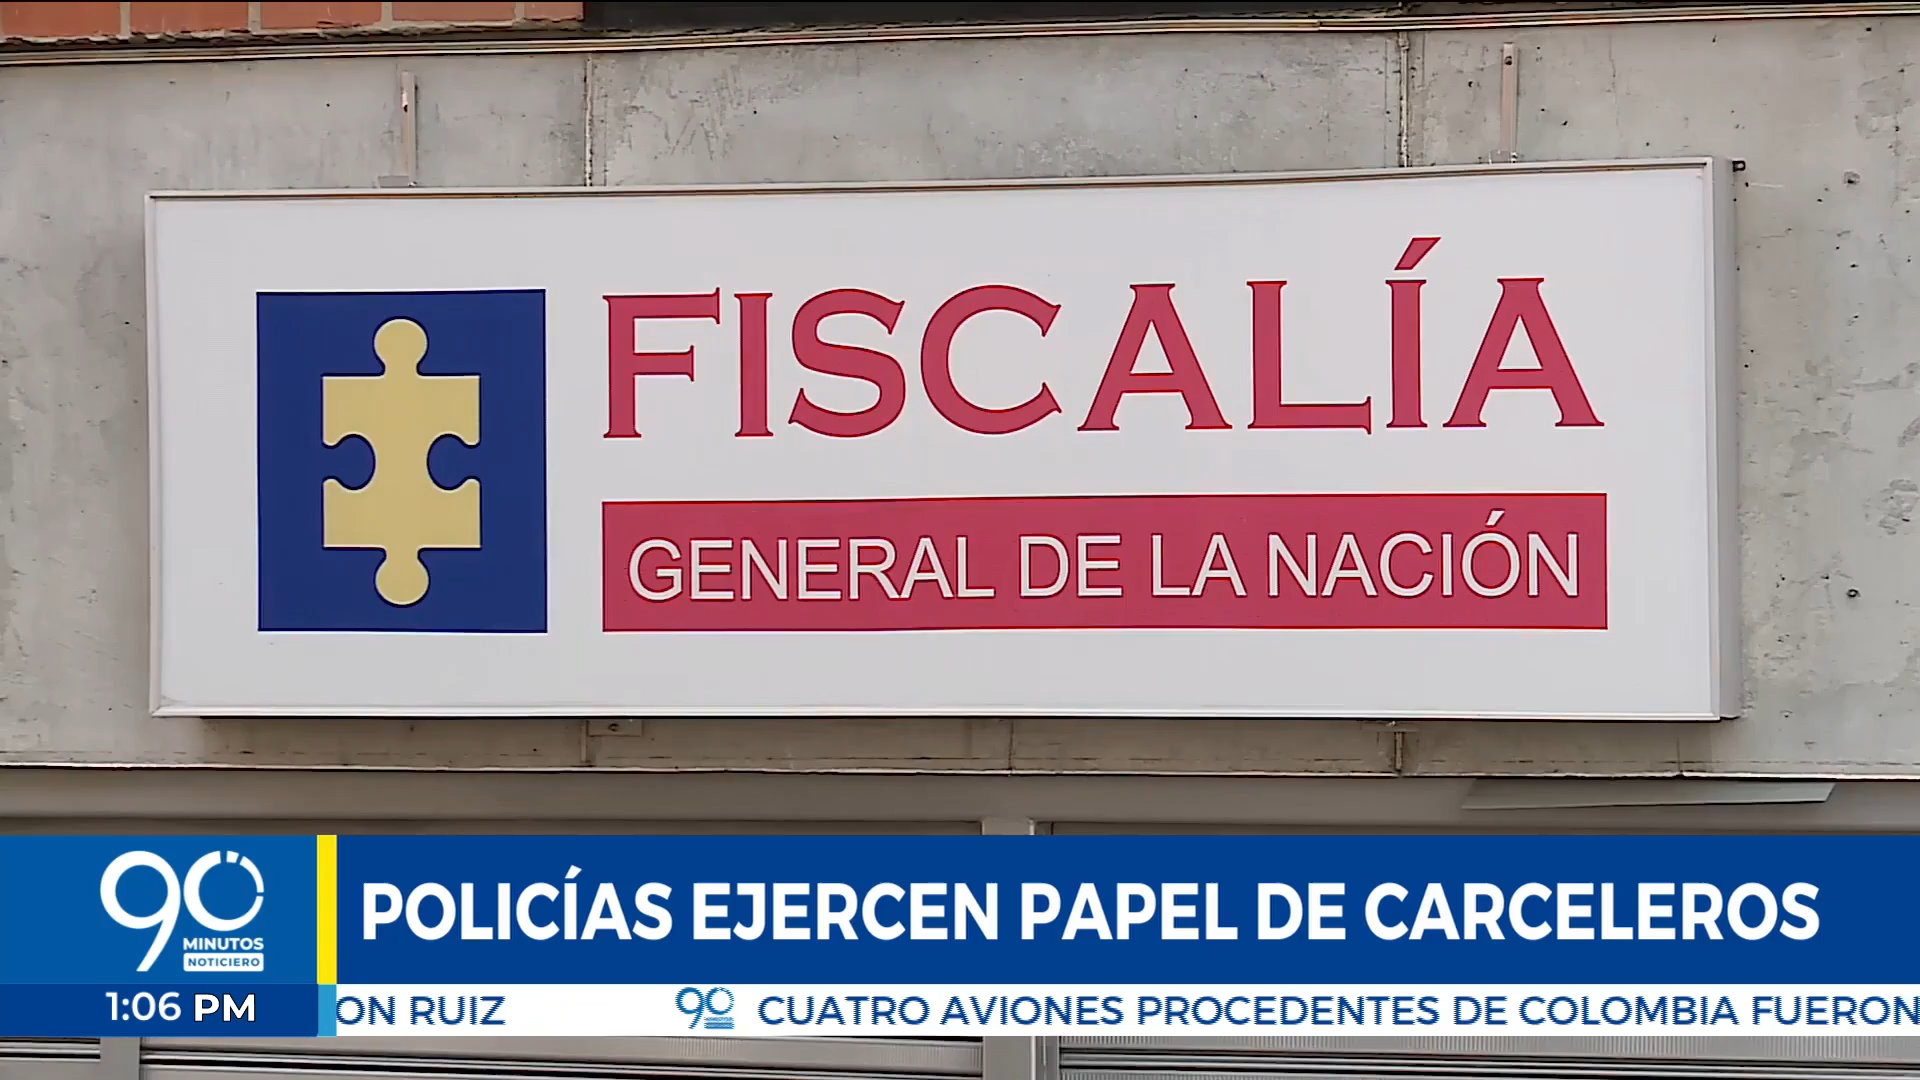 FISCALÍA
GENERAL DE LA NACIÓN
90
MINUTOS
NOTICIERO
POLICÍAS EJERCEN PAPEL DE CARCELEROS
1:06 PM
ON RUIZ
90
CUATRO AVIONES PROCEDENTES DE COLOMBIA FUERON